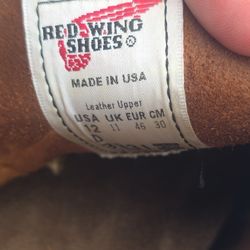 RED WING
SHOES®
MADE IN USA
Leather Upper
USA UK EUR CM
12 11 46 30
D